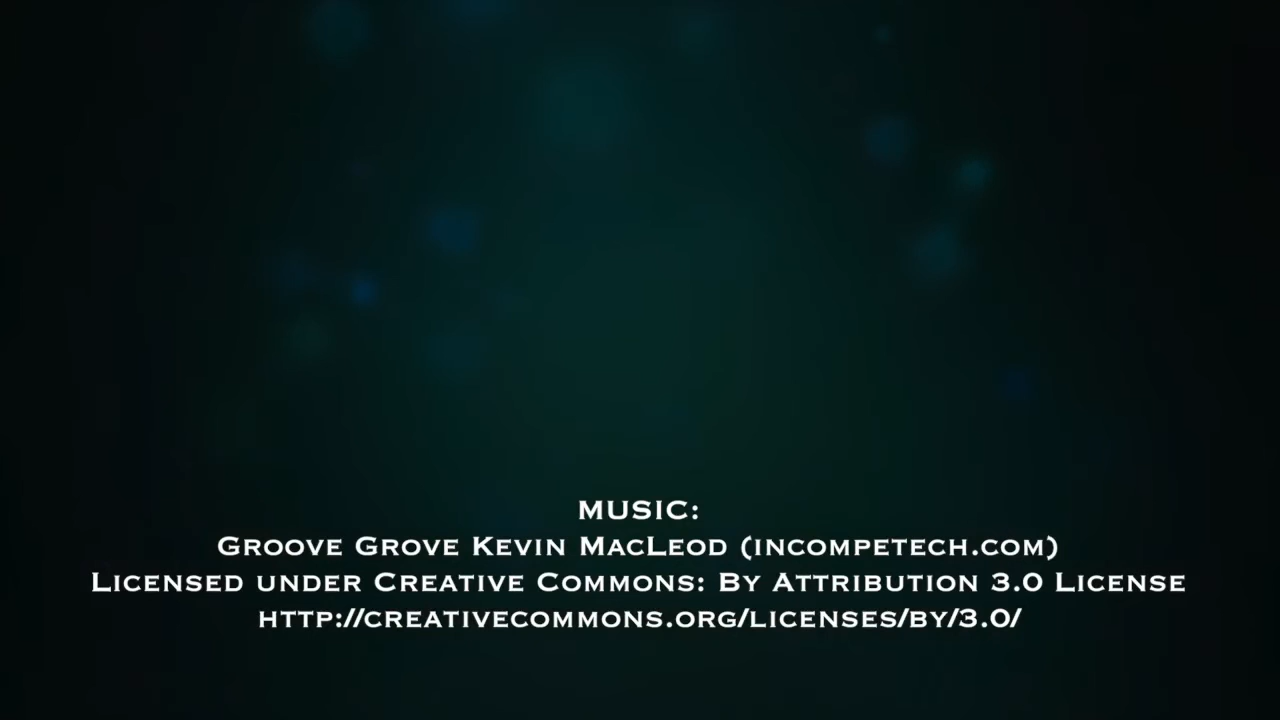 MUSIC:
Groove Grove Kevin MacLeod (incompetech.com)
Licensed under Creative Commons: By Attribution 3.0 License
http://creativecommons.org/licenses/by/3.0/